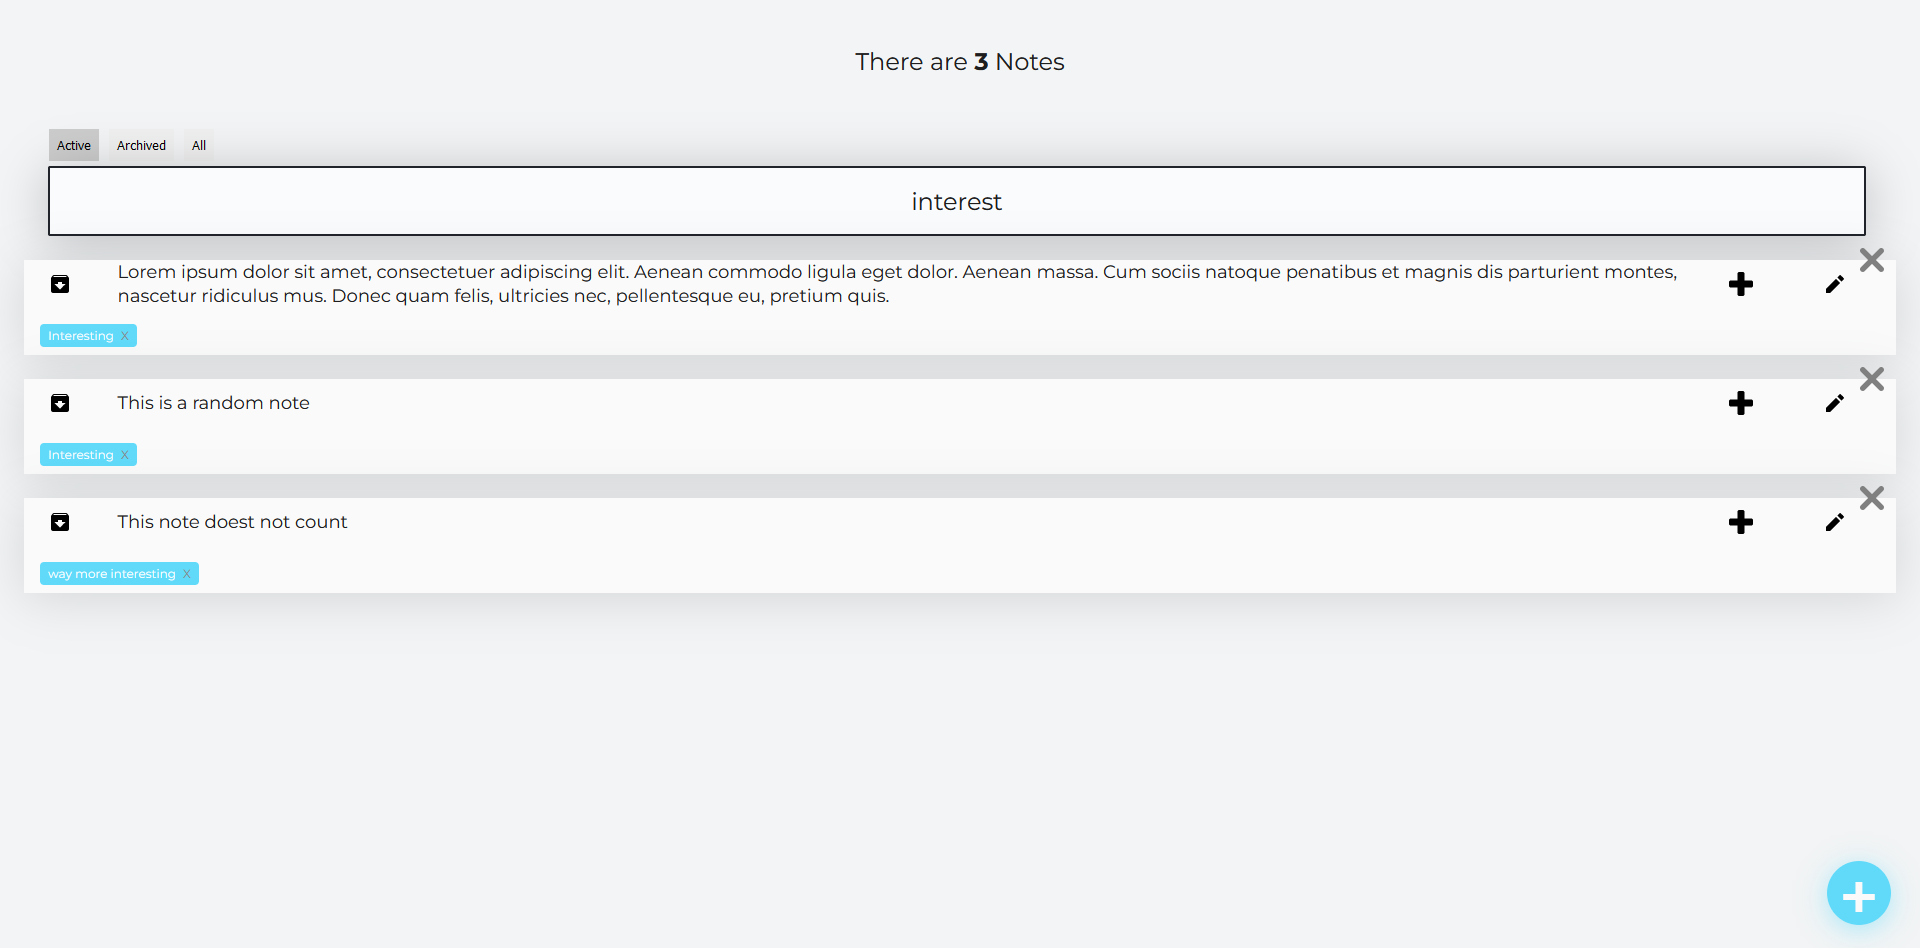 There are 3 Notes
Active Archived All
interest
Lorem ipsum dolor sit amet, consectetuer adipiscing elit. Aenean commodo ligula eget dolor. Aenean massa. Cum sociis natoque penatibus et magnis dis parturient montes,
nascetur ridiculus mus. Donec quam felis, ultricies nec, pellentesque eu, pretium quis.
Interesting X
This is a random note
Interesting X
This note doest not count
way more interesting X